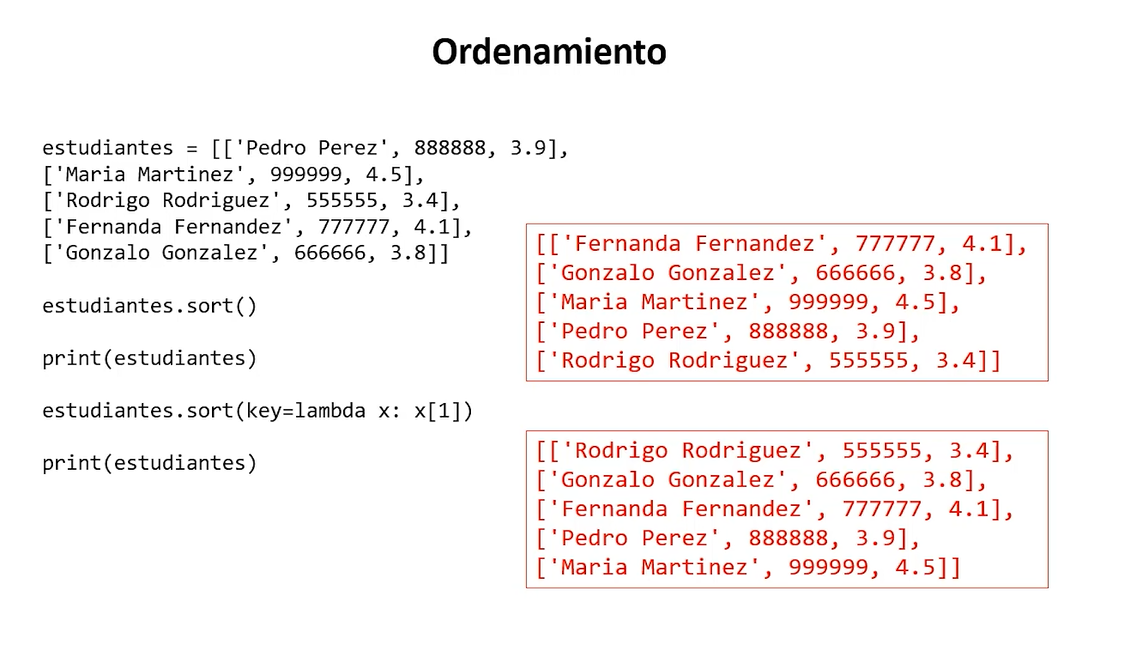 Ordenamiento
estudiantes = [['Pedro Perez', 888888, 3.9],
['Maria Martinez', 999999, 4.5],
['Rodrigo Rodriguez', 555555, 3.4],
['Fernanda Fernandez', 777777, 4.1],
['Gonzalo Gonzalez', 666666, 3.8]]
estudiantes.sort()
print(estudiantes)
estudiantes.sort(key=lambda x: x[1])
print(estudiantes)
[['Fernanda Fernandez', 777777, 4.1],
['Gonzalo Gonzalez', 666666, 3.8],
['Maria Martinez', 999999, 4.5],
['Pedro Perez', 888888, 3.9],
['Rodrigo Rodriguez', 555555, 3.4]]
[['Rodrigo Rodriguez', 555555, 3.4],
['Gonzalo Gonzalez', 666666, 3.8],
['Fernanda Fernandez', 777777, 4.1],
['Pedro Perez', 888888, 3.9],
['Maria Martinez', 999999, 4.5]]